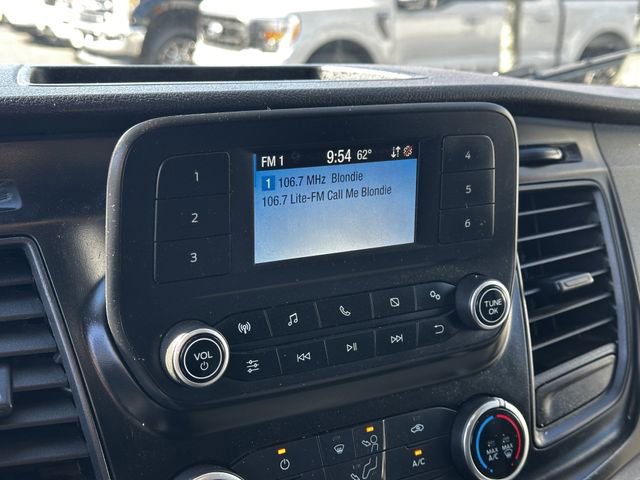 FM 1 9:54 62°
1 106.7 MHz Blondie
106.7 Lite-FM Call Me Blondie
1
2
3
4
5
6
VOL
TUNE
OK
A/C
MAX
A/C
MAX